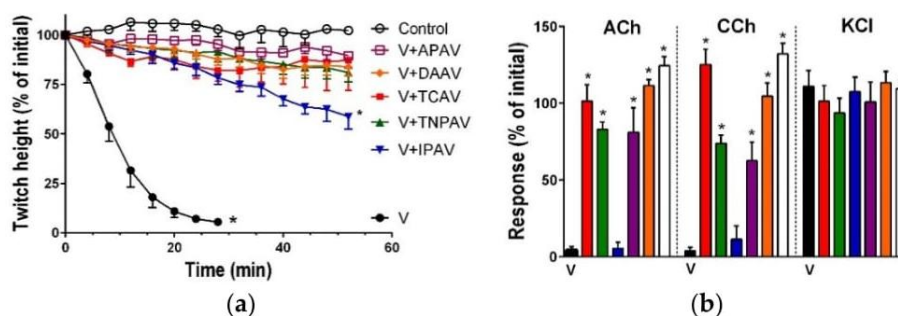 Twitch height (% of initial)
100
75
50
25
0
0
20
40
60
Time (min)
Control
V+APAV
V+DAAV
V+TCAV
V+TNPAV
V+IPAV
V
*
*
(a)
Response (% of initial)
150
100
50
0
ACh
CCh
KCl
* * * * *
* * * * *
V
V
V
(b)